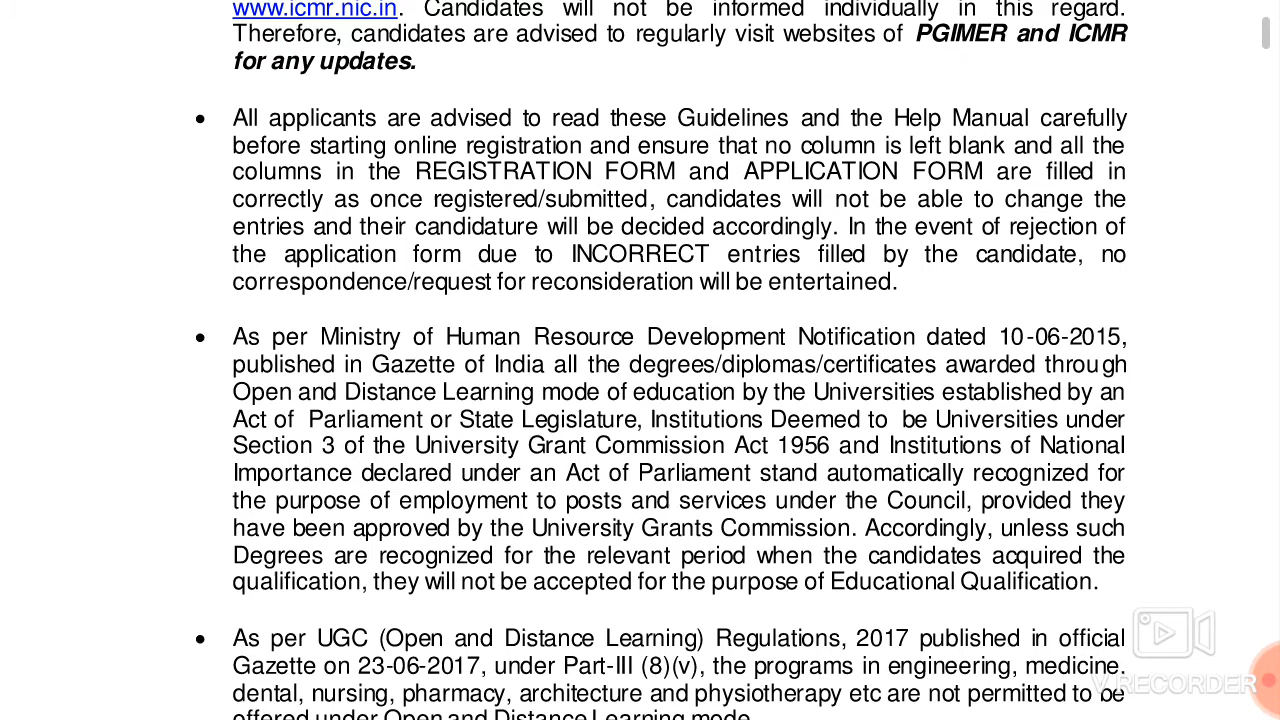 www.icmr.nic.in. Candidates will not be informed individually in this regard.
Therefore, candidates are advised to regularly visit websites of PGIMER and ICMR
for any updates.
• All applicants are advised to read these Guidelines and the Help Manual carefully
before starting online registration and ensure that no column is left blank and all the
columns in the REGISTRATION FORM and APPLICATION FORM are filled in
correctly as once registered/submitted, candidates will not be able to change the
entries and their candidature will be decided accordingly. In the event of rejection of
the application form due to INCORRECT entries filled by the candidate, no
correspondence/request for reconsideration will be entertained.
• As per Ministry of Human Resource Development Notification dated 10-06-2015,
published in Gazette of India all the degrees/diplomas/certificates awarded through
Open and Distance Learning mode of education by the Universities established by an
Act of Parliament or State Legislature, Institutions Deemed to be Universities under
Section 3 of the University Grant Commission Act 1956 and Institutions of National
Importance declared under an Act of Parliament stand automatically recognized for
the purpose of employment to posts and services under the Council, provided they
have been approved by the University Grants Commission. Accordingly, unless such
Degrees are recognized for the relevant period when the candidates acquired the
qualification, they will not be accepted for the purpose of Educational Qualification.
• As per UGC (Open and Distance Learning) Regulations, 2017 published in official
Gazette on 23-06-2017, under Part-III (8)(v), the programs in engineering, medicine,
dental, nursing, pharmacy, architecture and physiotherapy etc are not permitted to be
offered under Open and Distance Learning mode.
V RECORDER